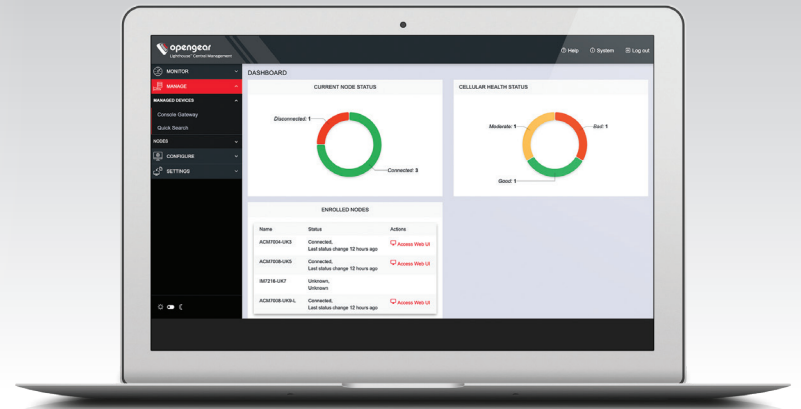 opengear
Lighthouse™ Central Management
Help
System
Log out
MONITOR
MANAGE
MANAGED DEVICES
Console Gateway
Quick Search
NODES
CONFIGURE
SETTINGS
DASHBOARD
CURRENT NODE STATUS
Disconnected: 1
Connected: 3
CELLULAR HEALTH STATUS
Moderate: 1
Bad: 1
Good: 1
ENROLLED NODES
Name Status Actions
ACM7004-UK3 Connected, Access Web UI
Last status change 12 hours ago
ACM7008-UK5 Connected, Access Web UI
Last status change 12 hours ago
IM7216-UK7 Unknown,
Unknown
ACM7008-UK9-L Connected, Access Web UI
Last status change 12 hours ago